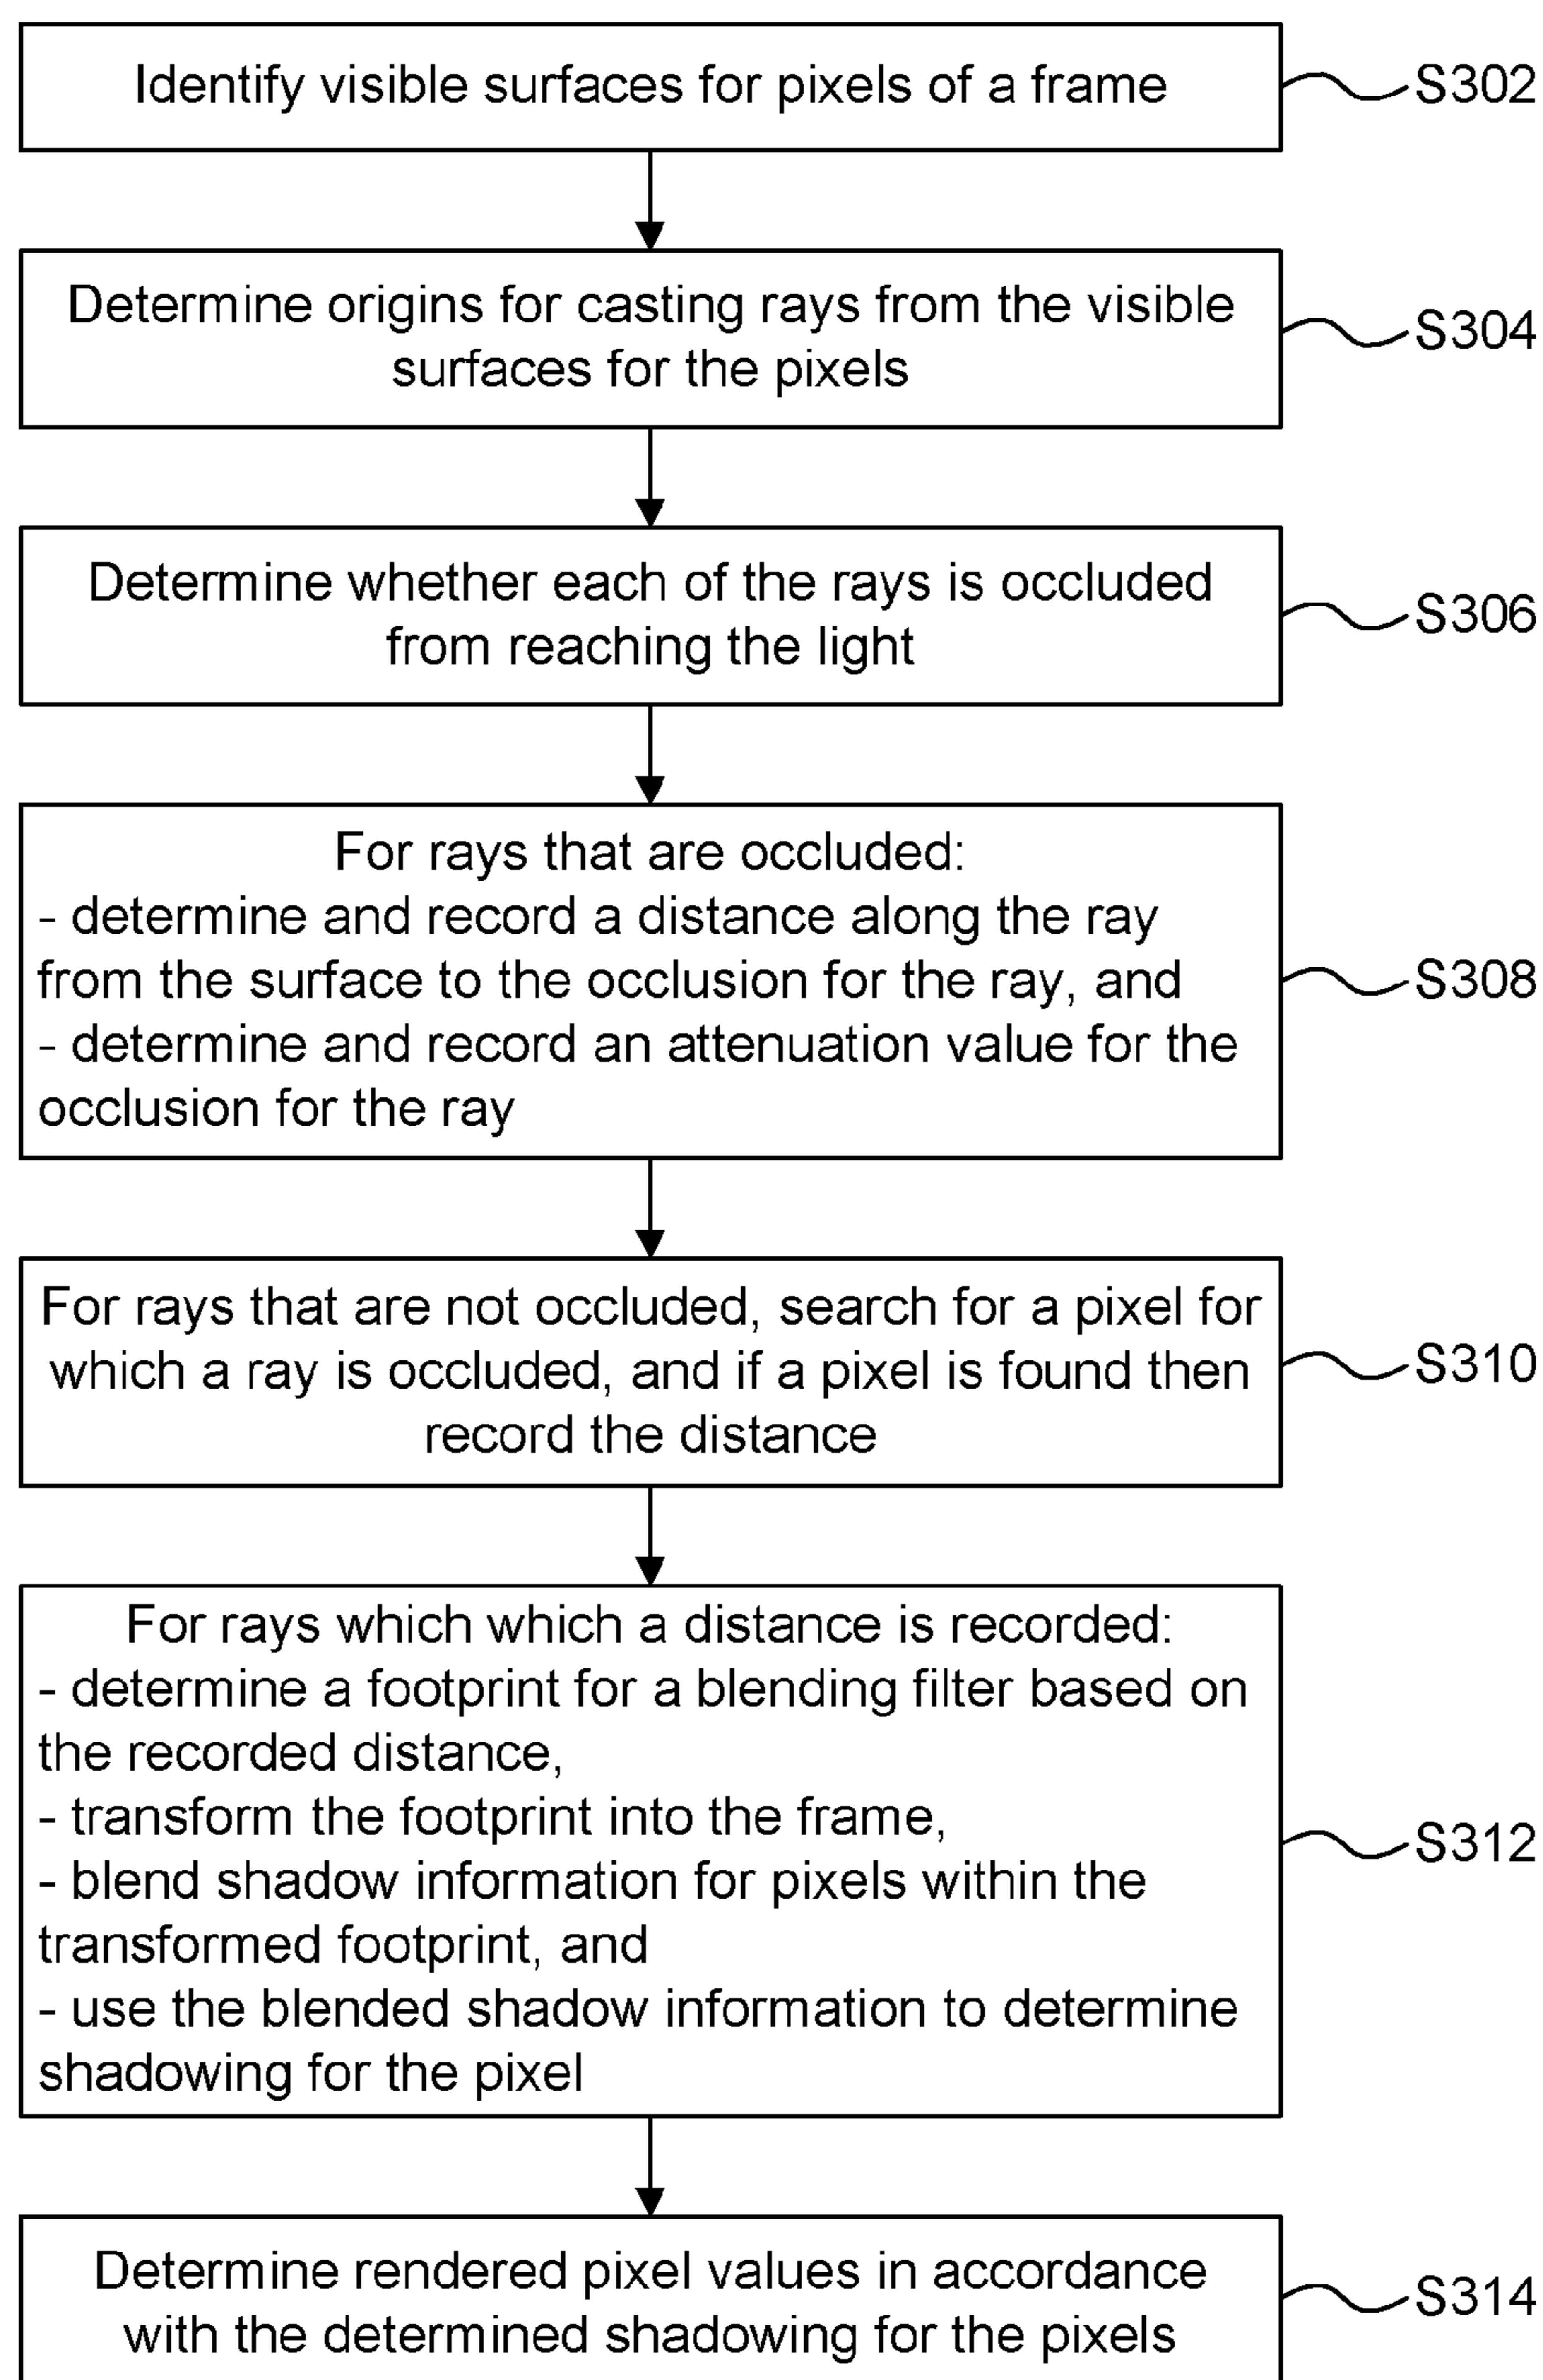 Identify visible surfaces for pixels of a frame
S302
Determine origins for casting rays from the visible
surfaces for the pixels
S304
Determine whether each of the rays is occluded
from reaching the light
S306
For rays that are occluded:
- determine and record a distance along the ray
from the surface to the occlusion for the ray, and
- determine and record an attenuation value for the
occlusion for the ray
S308
For rays that are not occluded, search for a pixel for
which a ray is occluded, and if a pixel is found then
record the distance
S310
For rays which which a distance is recorded:
- determine a footprint for a blending filter based on
the recorded distance,
- transform the footprint into the frame,
- blend shadow information for pixels within the
transformed footprint, and
- use the blended shadow information to determine
shadowing for the pixel
S312
Determine rendered pixel values in accordance
with the determined shadowing for the pixels
S314